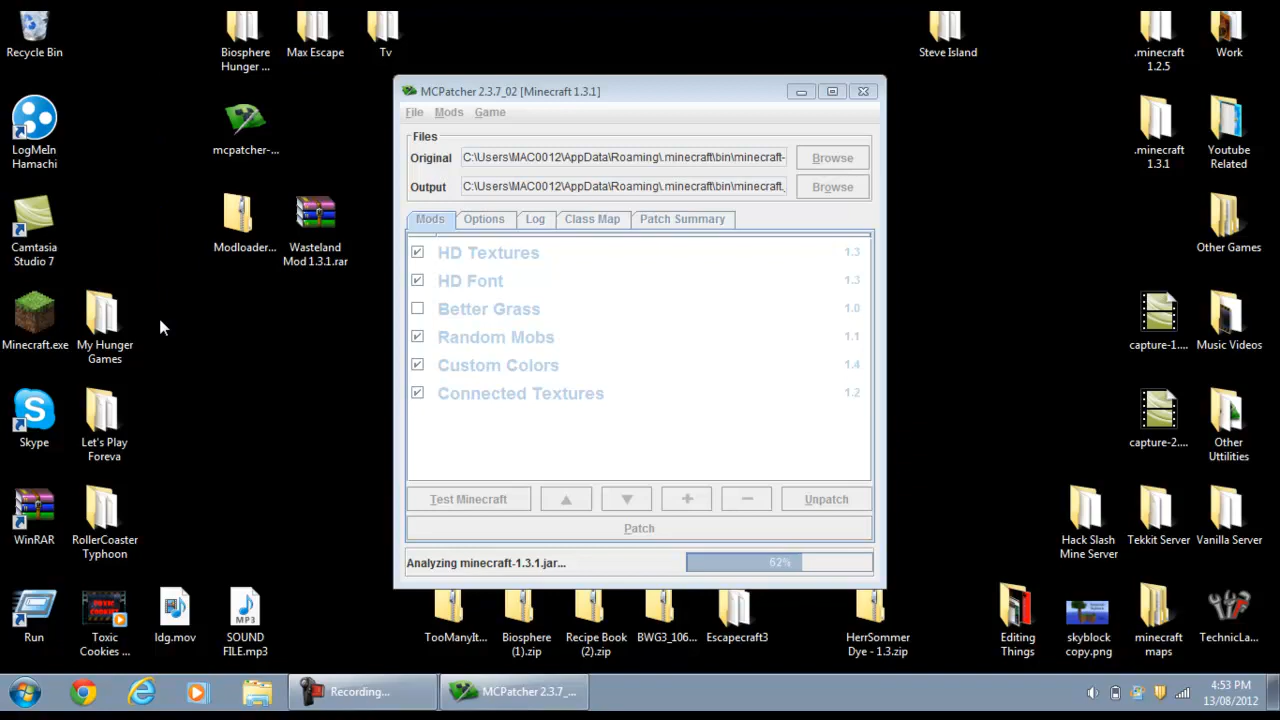 Recycle Bin
Biosphere
Hunger ...
Max Escape
Tv
Steve Island
.minecraft
1.2.5
Work
LogMeIn
Hamachi
mcpatcher-...
.minecraft
1.3.1
Youtube
Related
Camtasia
Studio 7
Modloader...
Wasteland
Mod 1.3.1.rar
Other Games
Minecraft.exe
My Hunger
Games
capture-1....
Music Videos
Skype
Let's Play
Foreva
capture-2....
Other
Uttilities
WinRAR
RollerCoaster
Typhoon
Hack Slash
Mine Server
Tekkit Server
Vanilla Server
Run
Toxic
Cookies ...
TOXIC
COOKIES
ldg.mov
MP3
SOUND
FILE.mp3
TooManyIt...
Biosphere
(1).zip
Recipe Book
(2).zip
BWG3_106...
Escapecraft3
HerrSommer
Dye - 1.3.zip
Editing
Things
skyblock
copy.png
minecraft
maps
TechnicLa...
MCPatcher 2.3.7_02 [Minecraft 1.3.1]
File Mods Game
Files
Original C:\Users\MAC0012\AppData\Roaming\.minecraft\bin\minecraft- Browse
Output C:\Users\MAC0012\AppData\Roaming\.minecraft\bin\minecraft. Browse
Mods Options Log Class Map Patch Summary
HD Textures 1.3
HD Font 1.3
Better Grass 1.0
Random Mobs 1.1
Custom Colors 1.4
Connected Textures 1.2
Test Minecraft Unpatch
Patch
Analyzing minecraft-1.3.1.jar... 62%
Recording...
MCPatcher 2.3.7_...
4:53 PM
13/08/2012